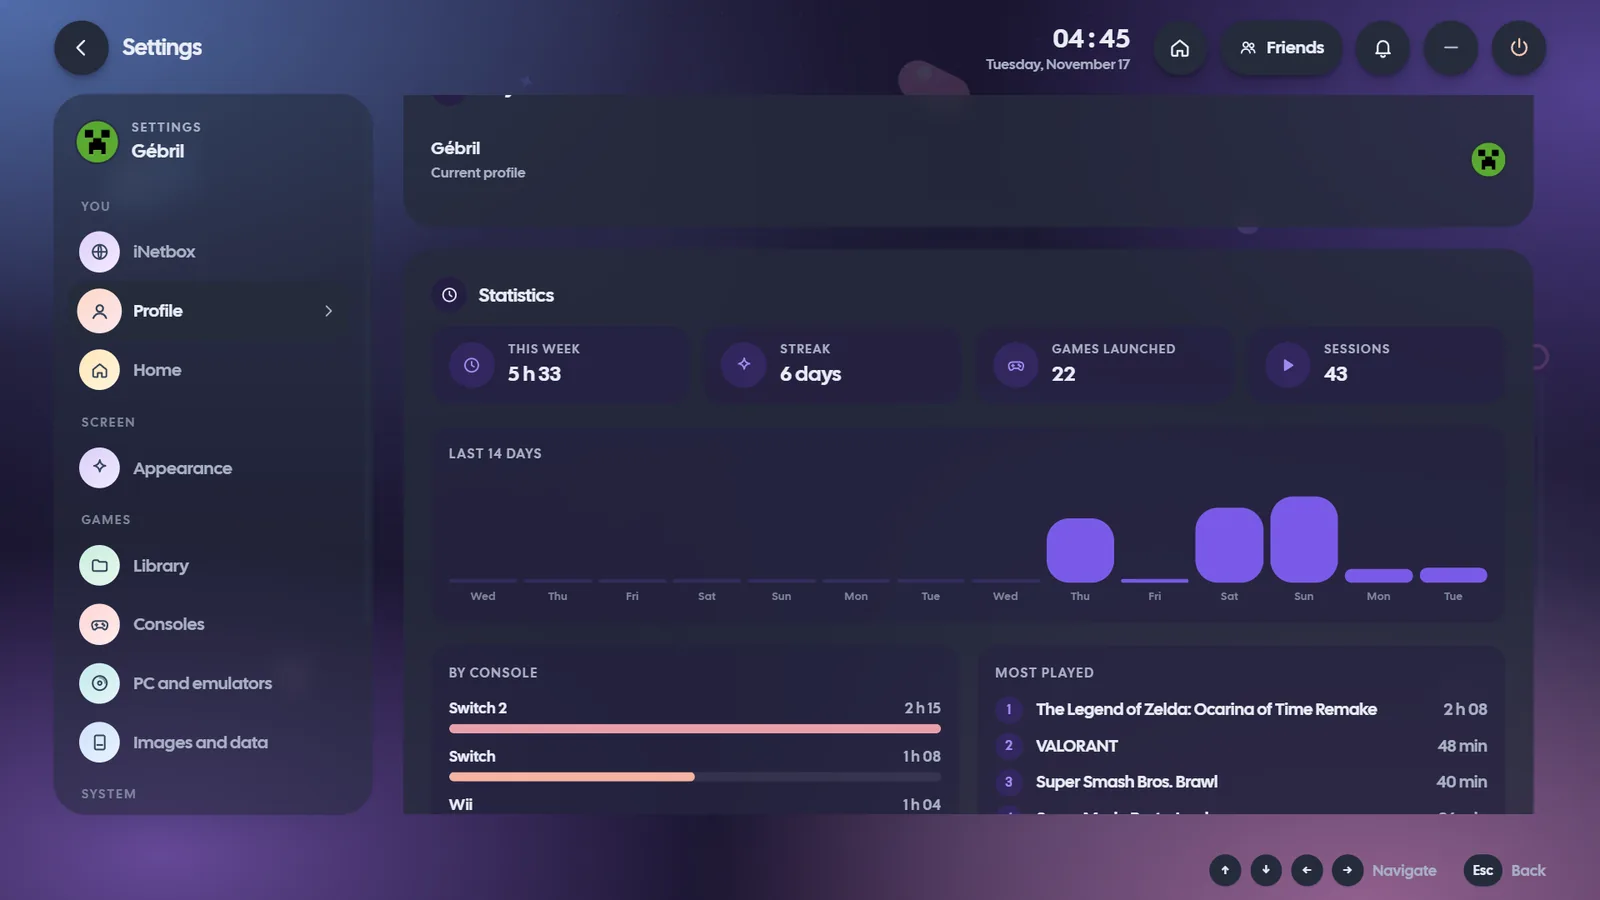 Settings
04:45
Tuesday, November 17
Friends
SETTINGS
Gébril
YOU
iNetbox
Profile
Home
SCREEN
Appearance
GAMES
Library
Consoles
PC and emulators
Images and data
SYSTEM
Gébril
Current profile
Statistics
THIS WEEK
5 h 33
STREAK
6 days
GAMES LAUNCHED
22
SESSIONS
43
LAST 14 DAYS
Wed Thu Fri Sat Sun Mon Tue Wed Thu Fri Sat Sun Mon Tue
BY CONSOLE
Switch 2 2 h 15
Switch 1 h 08
Wii 1 h 04
MOST PLAYED
1 The Legend of Zelda: Ocarina of Time Remake 2 h 08
2 VALORANT 48 min
3 Super Smash Bros. Brawl 40 min
Navigate
Esc Back